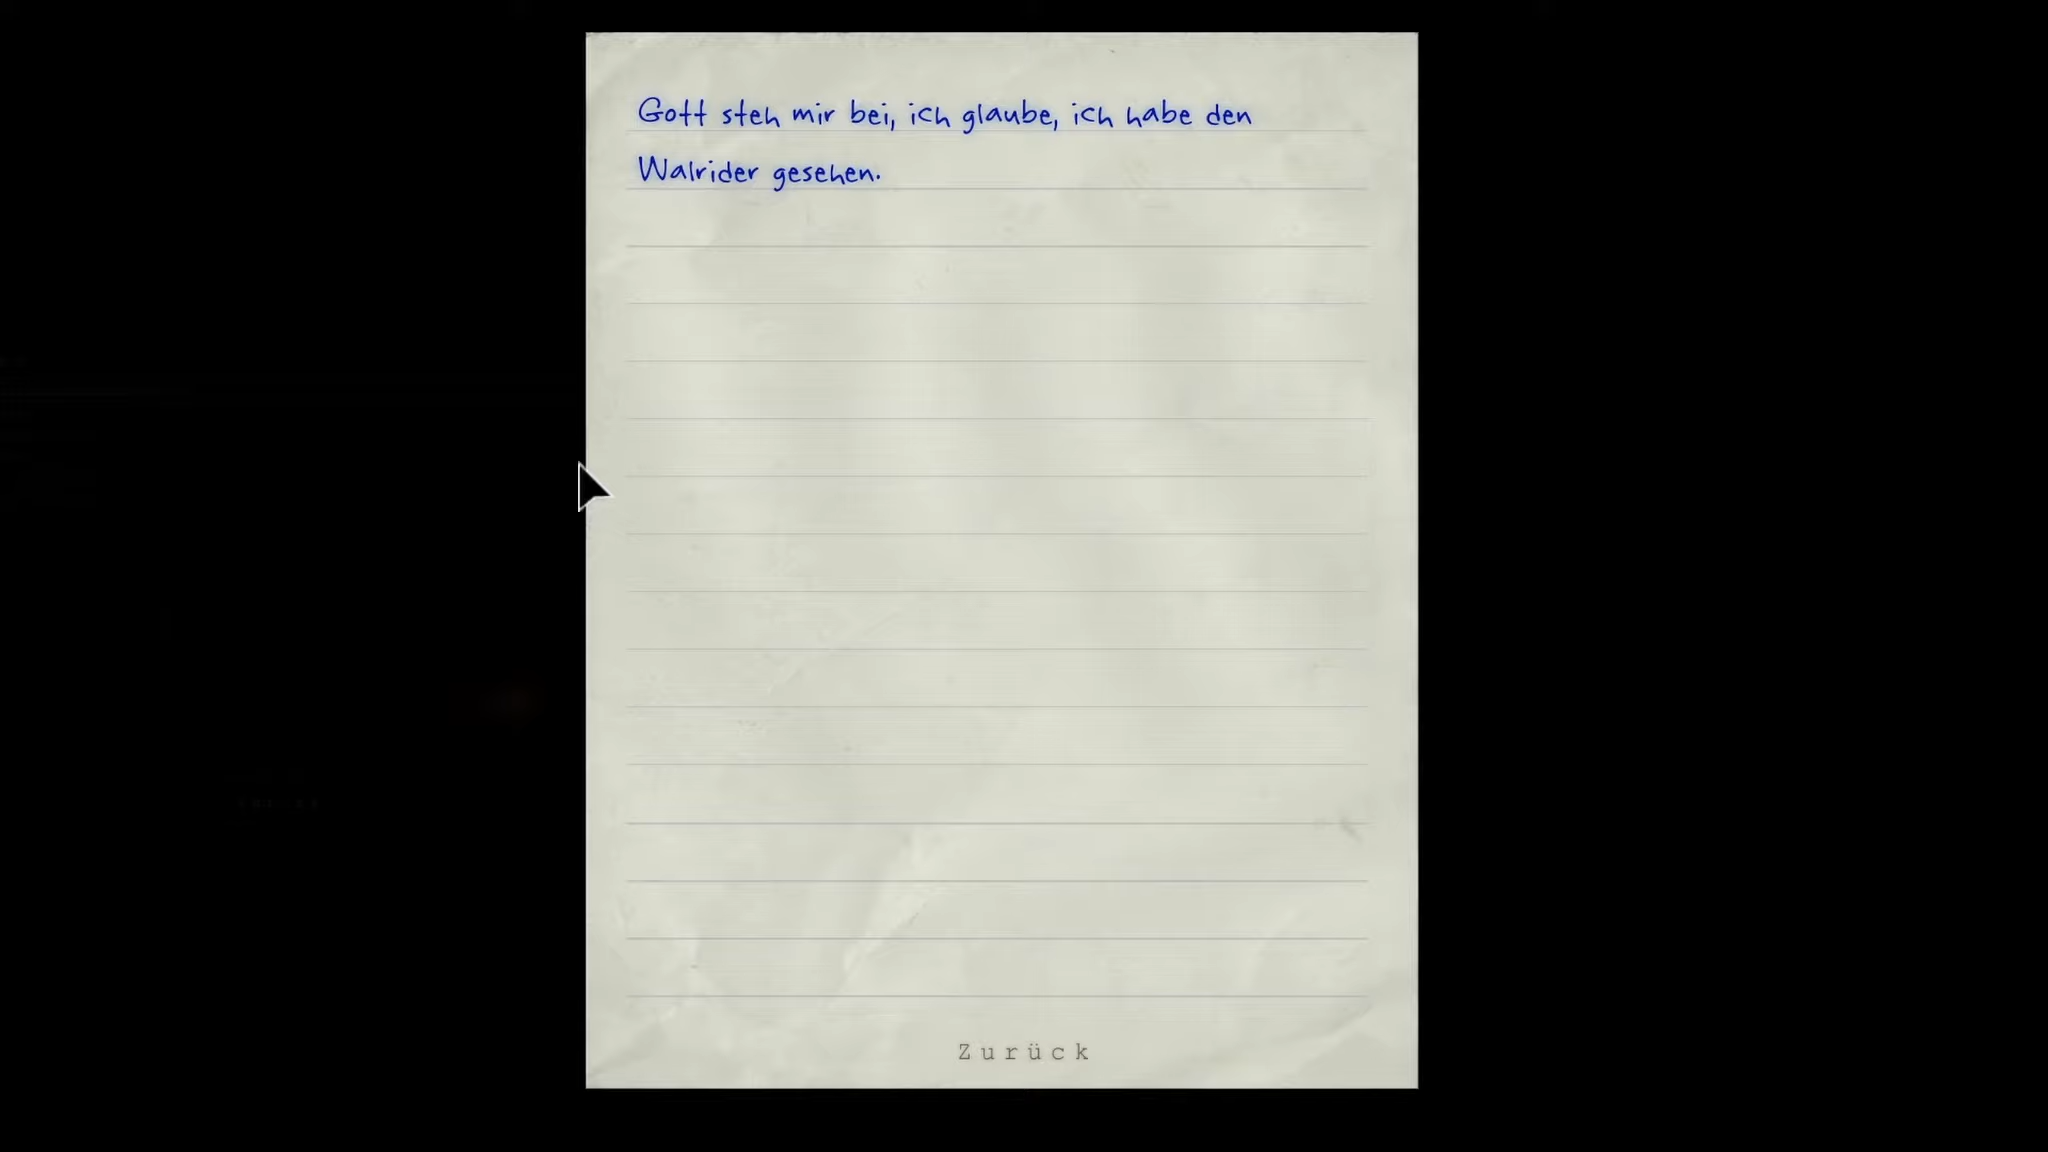 Gott steh mir bei, ich glaube, ich habe den
Walrider gesehen.
Zurück